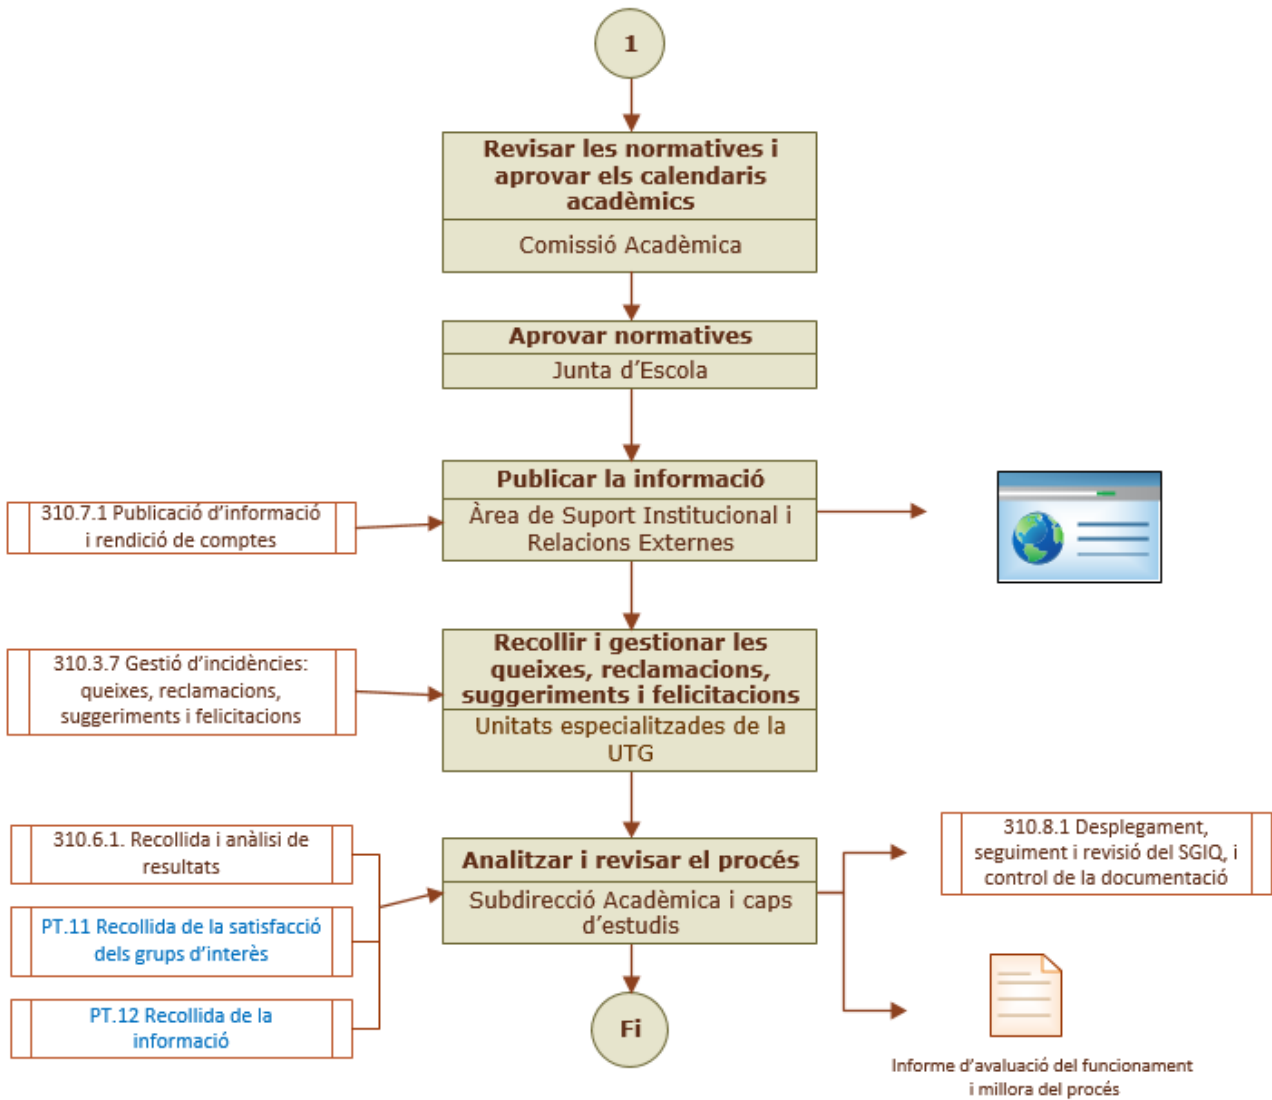 1
Revisar les normatives i
aprovar els calendaris
acadèmics
Comissió Acadèmica
Aprovar normatives
Junta d’Escola
Publicar la informació
Àrea de Suport Institucional i
Relacions Externes
310.7.1 Publicació d’informació
i rendició de comptes
Recollir i gestionar les
queixes, reclamacions,
suggeriments i felicitacions
Unitats especialitzades de la
UTG
310.3.7 Gestió d’incidències:
queixes, reclamacions,
suggeriments i felicitacions
310.6.1. Recollida i anàlisi de
resultats
PT.11 Recollida de la satisfacció
dels grups d’interès
PT.12 Recollida de la
informació
Analitzar i revisar el procés
Subdirecció Acadèmica i caps
d’estudis
310.8.1 Desplegament,
seguiment i revisió del SGIQ, i
control de la documentació
Fi
Informe d’avaluació del funcionament
i millora del procés